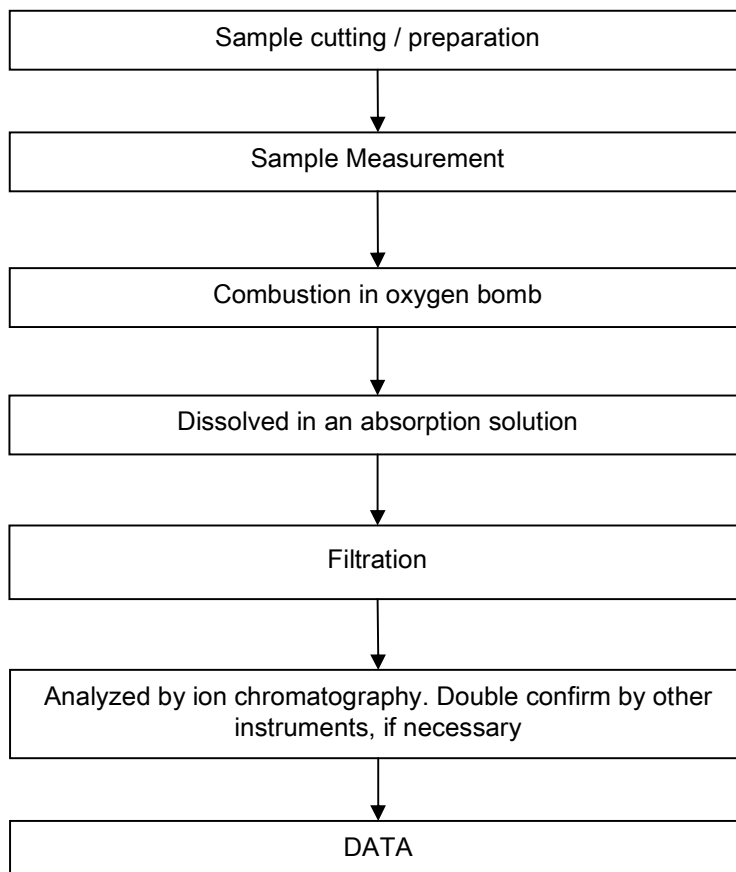 Sample cutting / preparation
Sample Measurement
Combustion in oxygen bomb
Dissolved in an absorption solution
Filtration
Analyzed by ion chromatography. Double confirm by other
instruments, if necessary
DATA